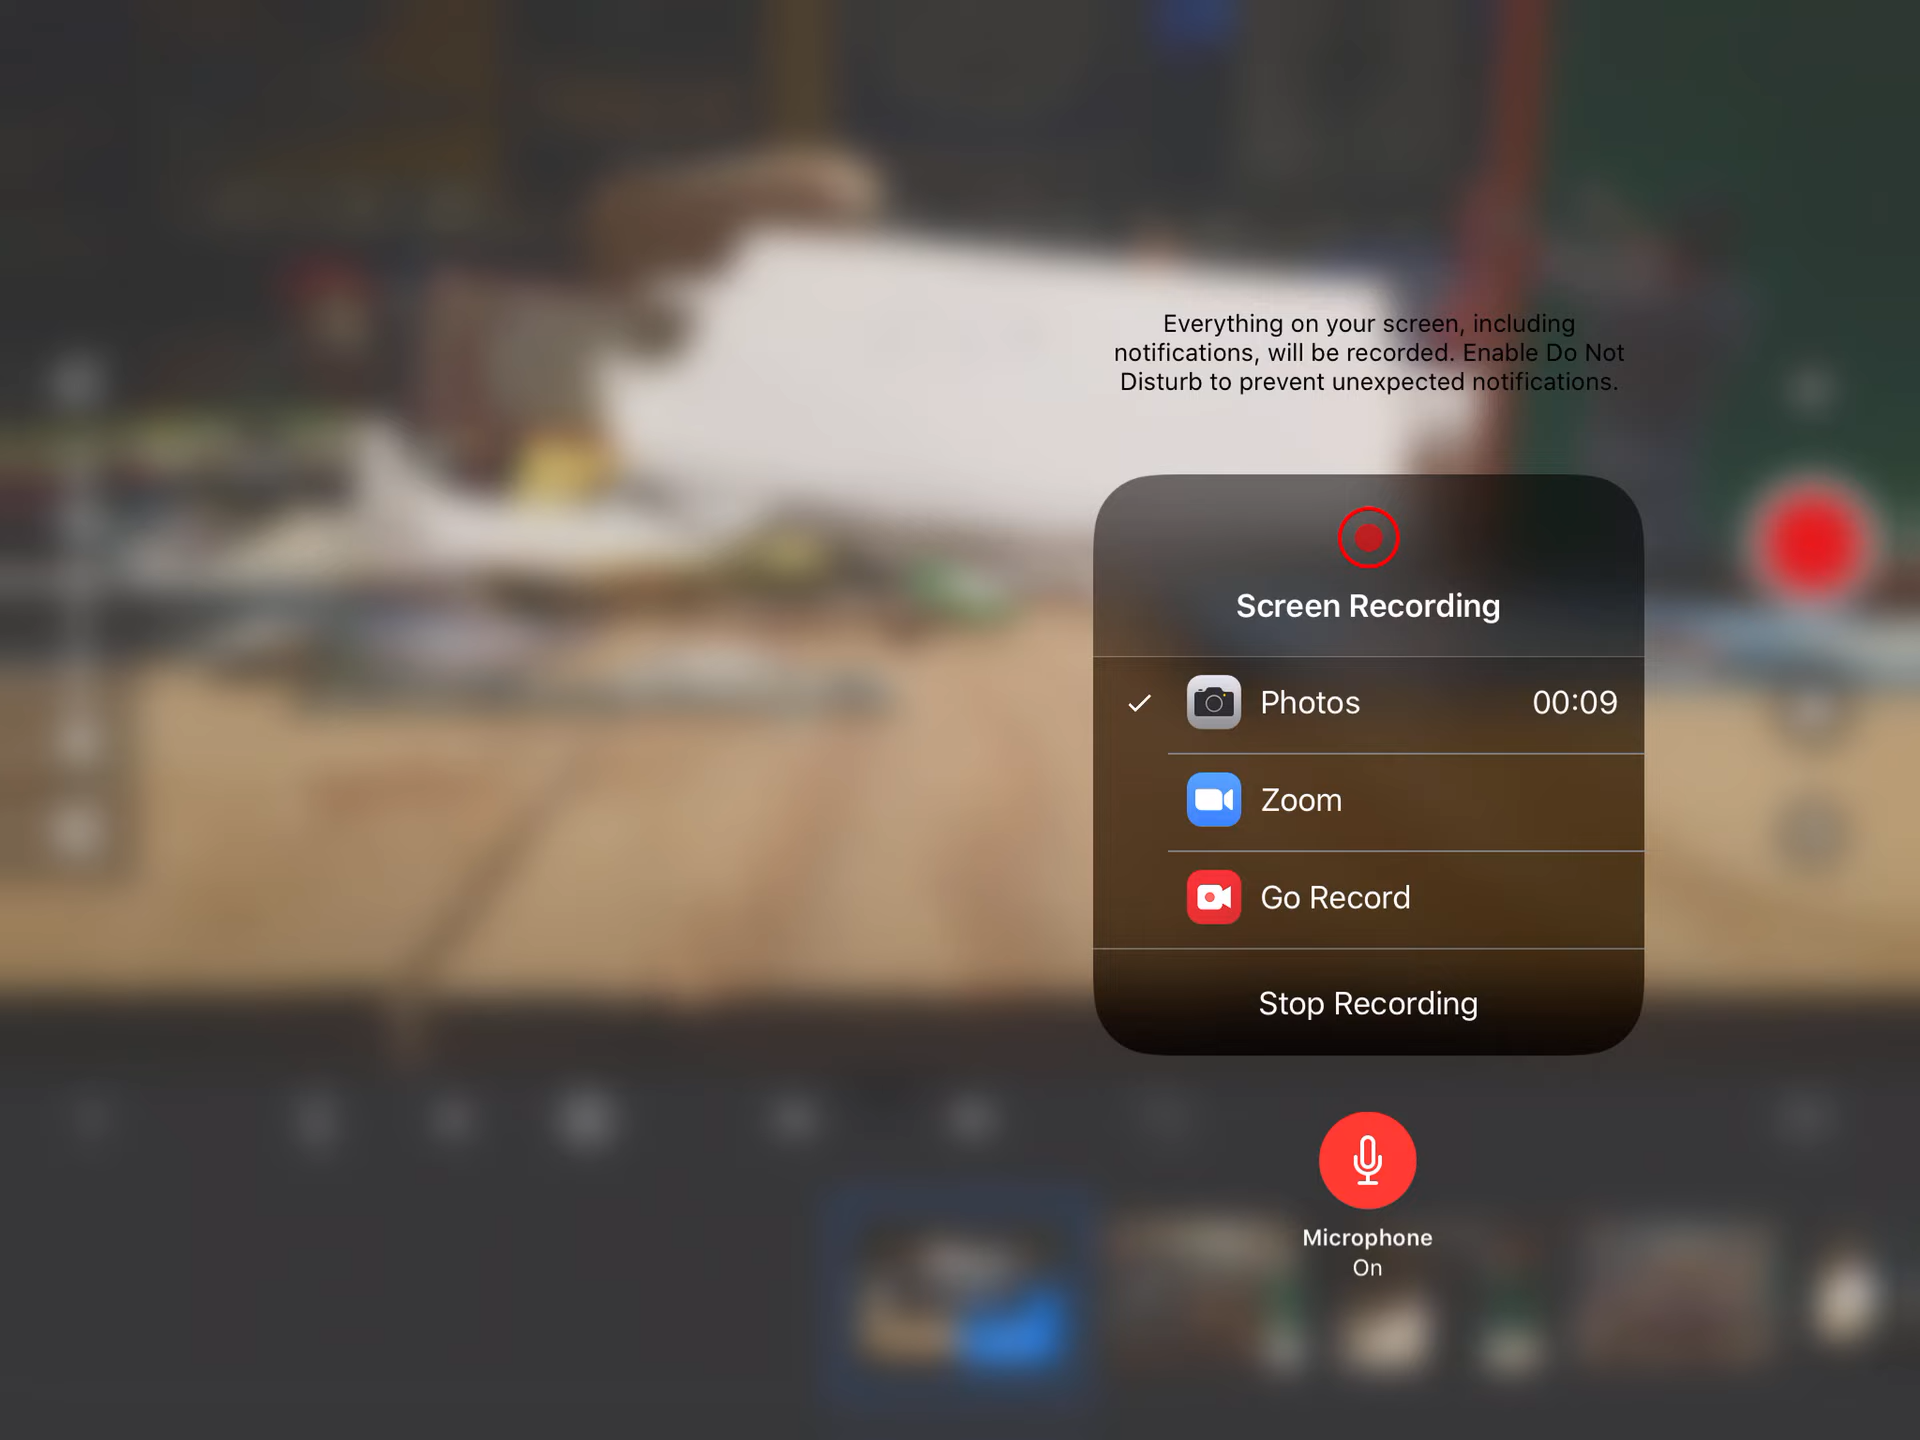 Everything on your screen, including
notifications, will be recorded. Enable Do Not
Disturb to prevent unexpected notifications.
Screen Recording
Photos 00:09
Zoom
Go Record
Stop Recording
Microphone
On